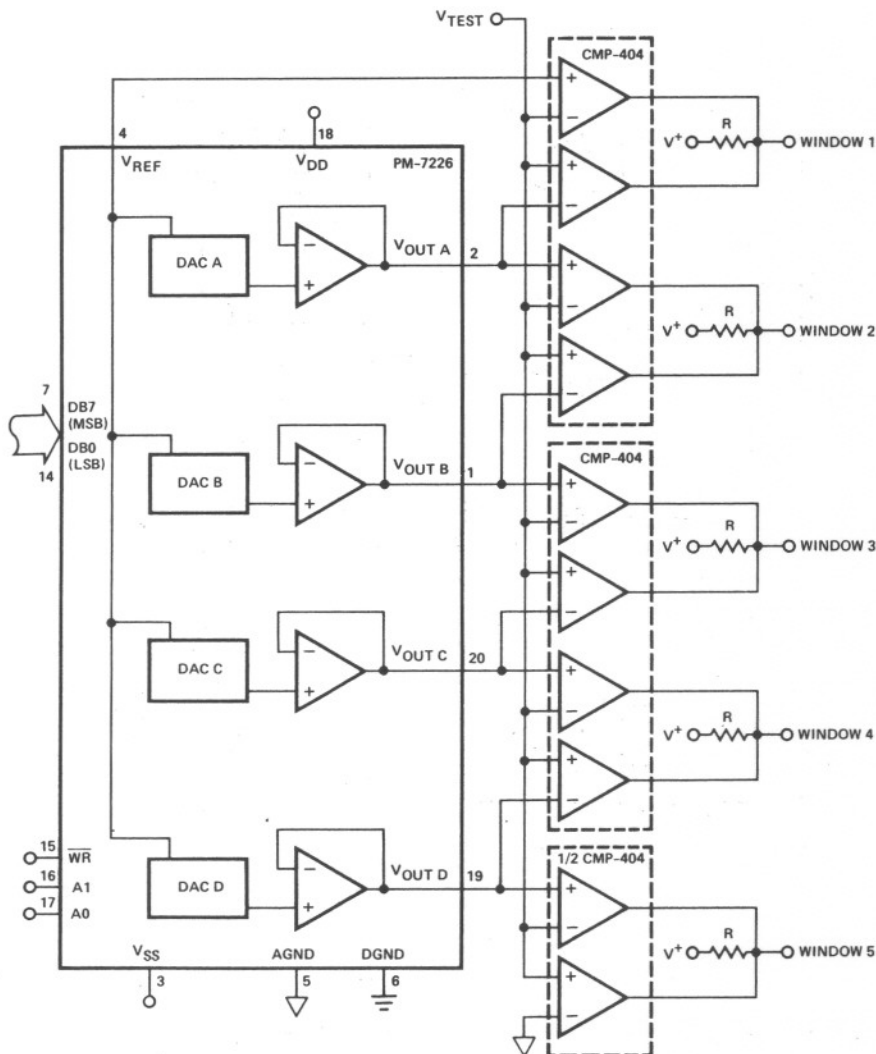 VTEST
CMP-404
4
18
VREF
VDD
PM-7226
R
V+
WINDOW 1
DAC A
VOUT A
2
R
V+
WINDOW 2
7
DB7
(MSB)
DB0
(LSB)
14
DAC B
VOUT B
1
CMP-404
R
V+
WINDOW 3
DAC C
VOUT C
20
R
V+
WINDOW 4
15
WR
16
A1
17
A0
DAC D
VOUT D
19
1/2 CMP-404
R
V+
WINDOW 5
VSS
AGND
DGND
3
5
6